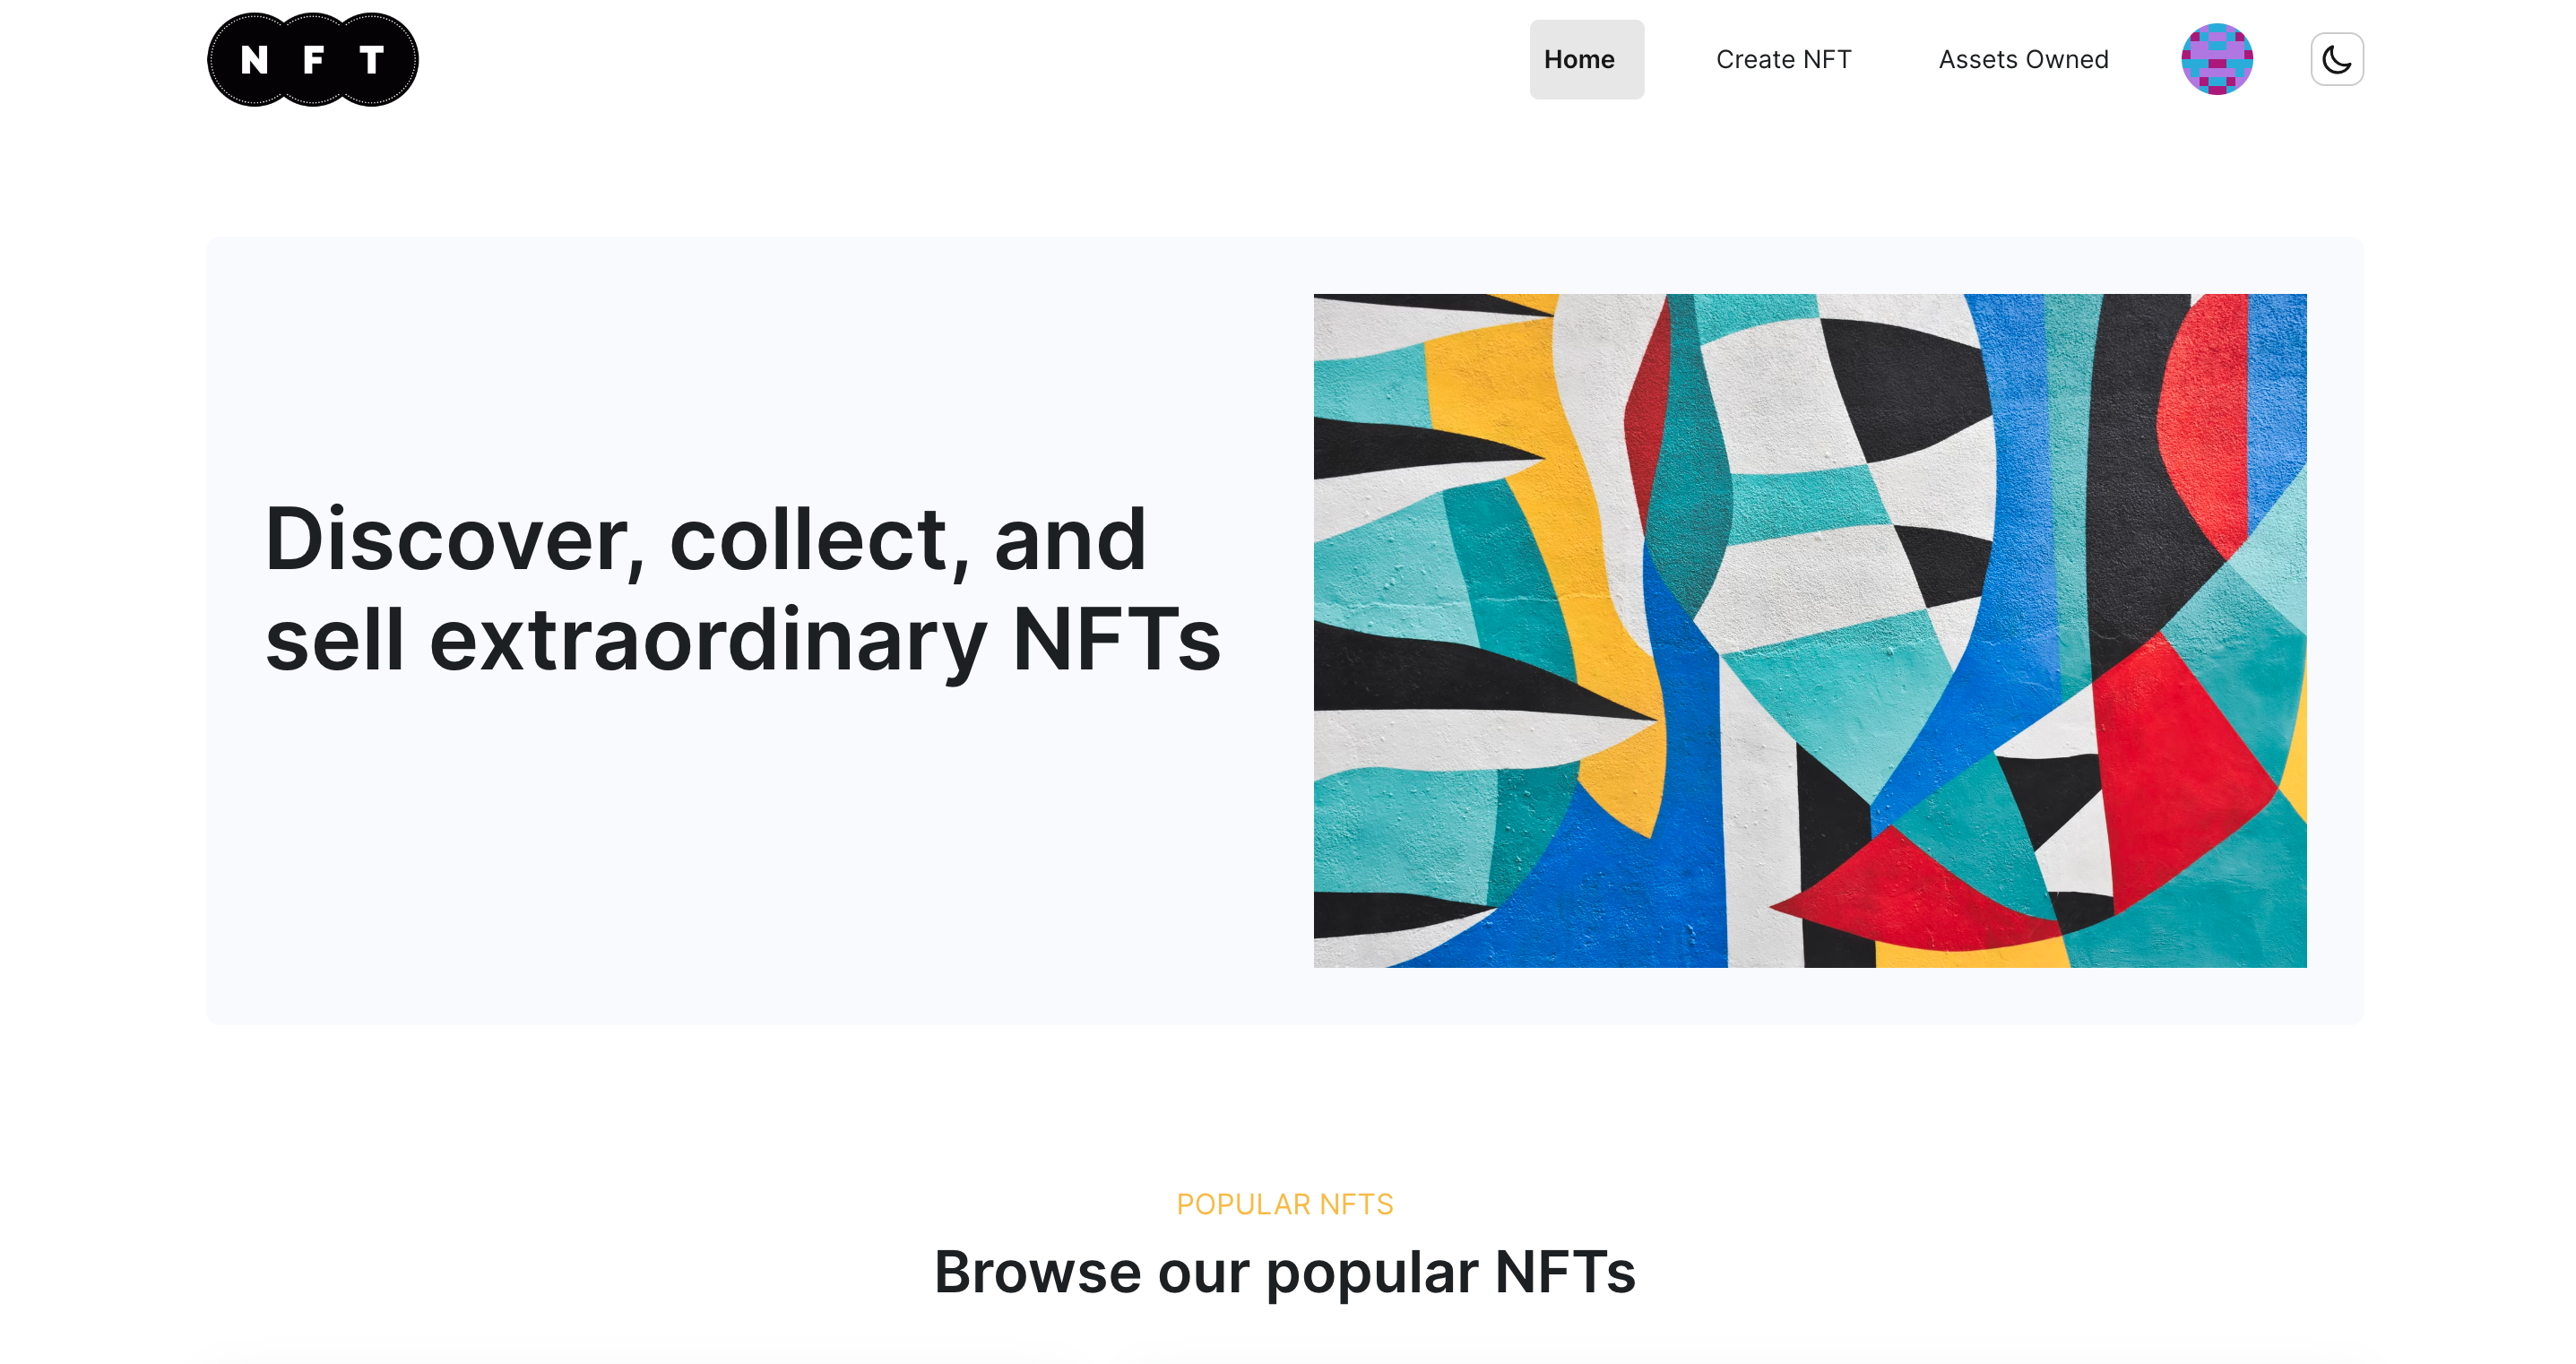 N F T
Home
Create NFT
Assets Owned
Discover, collect, and
sell extraordinary NFTs
POPULAR NFTS
Browse our popular NFTs